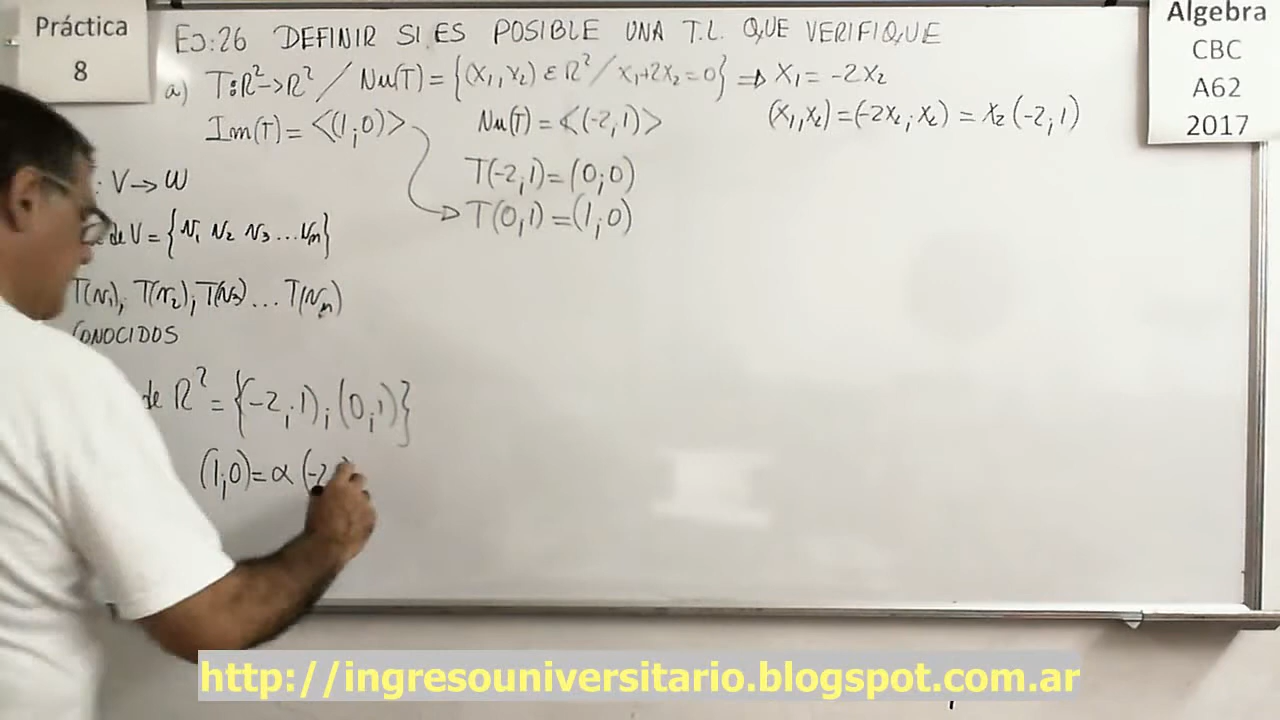 Práctica
8
EJ:26 DEFINIR SI ES POSIBLE UNA T.L. QUE VERIFIQUE
Algebra
CBC
A62
2017
a) T:R²→R² / Nu(T) = {(x₁,x₂) ε R² / x₁+2x₂=0} ⇒ x₁ = -2x₂
Im(T) = <(1;0)>
Nu(T) = <(-2,1)>
(x₁,x₂) = (-2x₂;x₂) = x₂(-2,1)
T(-2;1)=(0;0)
T(0,1)=(1;0)
: V→W
de V = {v₁ v₂ v₃ ... vₙ}
T(v₁); T(v₂), T(v₃) ... T(vₙ)
CONOCIDOS
de R² = {(-2;1);(0;1)}
(1;0)=α(-2
http://ingresouniversitario.blogspot.com.ar